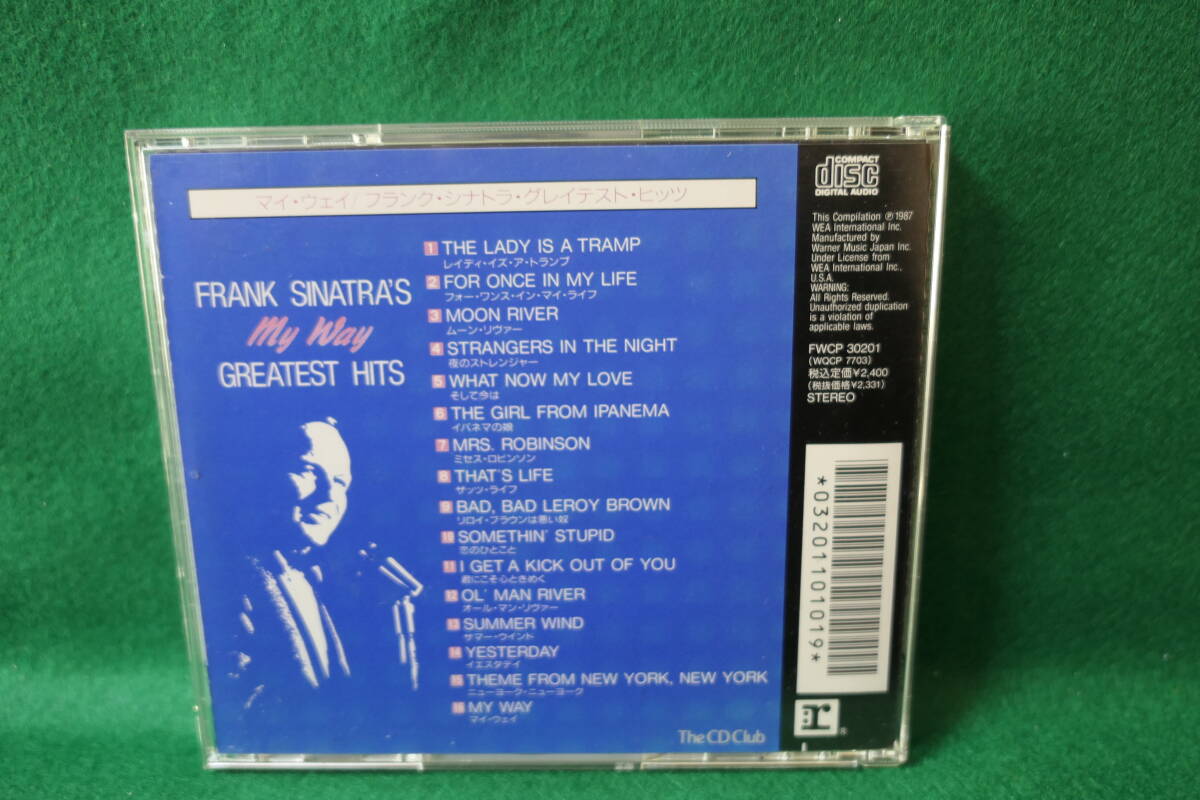 マイ・ウェイ/フランク・シナトラ・グレイテスト・ヒッツ
FRANK SINATRA'S
My Way
GREATEST HITS
1 THE LADY IS A TRAMP
レイディ・イズ・ア・トランプ
2 FOR ONCE IN MY LIFE
フォー・ワンス・イン・マイ・ライフ
3 MOON RIVER
ムーン・リヴァー
4 STRANGERS IN THE NIGHT
夜のストレンジャー
5 WHAT NOW MY LOVE
そして今は
6 THE GIRL FROM IPANEMA
イパネマの娘
7 MRS. ROBINSON
ミセス・ロビンソン
8 THAT'S LIFE
ザッツ・ライフ
9 BAD, BAD LEROY BROWN
リロイ・ブラウンは悪い奴
10 SOMETHIN' STUPID
恋のひとこと
11 I GET A KICK OUT OF YOU
君にこそ心ときめく
12 OL' MAN RIVER
オール・マン・リヴァー
13 SUMMER WIND
サマー・ウインド
14 YESTERDAY
イエスタデイ
15 THEME FROM NEW YORK, NEW YORK
ニューヨーク・ニューヨーク
16 MY WAY
マイ・ウェイ
The CD Club
COMPACT
disc
DIGITAL AUDIO
This Compilation ℗ 1987
WEA International Inc.
Manufactured by
Warner Music Japan Inc.
Under License from
WEA International Inc.,
U.S.A.
WARNING:
All Rights Reserved.
Unauthorized duplication
is a violation of
applicable laws.
FWCP 30201
(WQCP 7703)
税込定価¥2,400
(税抜価格¥2,331)
STEREO
*0320110101019*
:r
®